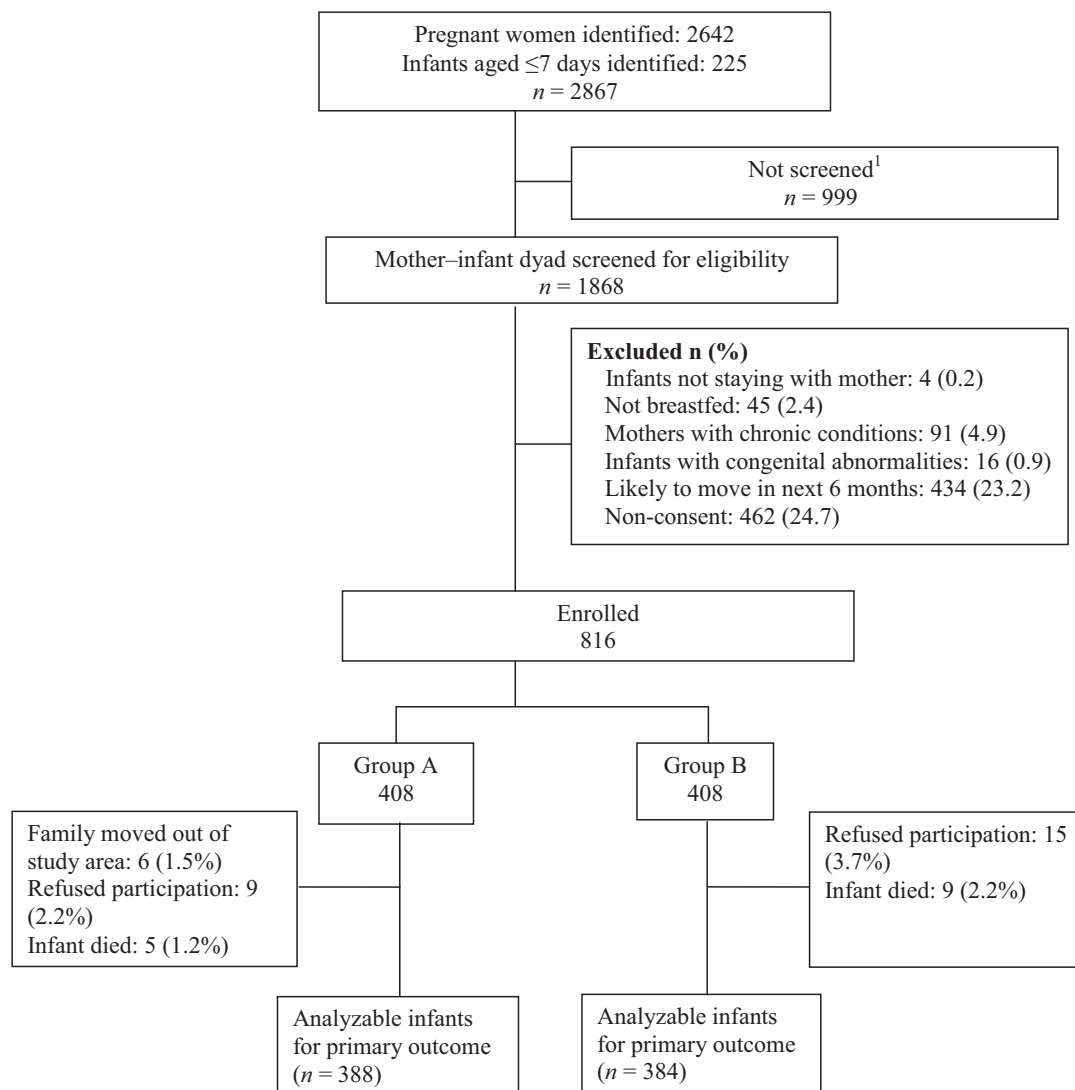 Pregnant women identified: 2642
Infants aged ≤7 days identified: 225
n = 2867
Not screened1
n = 999
Mother–infant dyad screened for eligibility
n = 1868
Excluded n (%)
Infants not staying with mother: 4 (0.2)
Not breastfed: 45 (2.4)
Mothers with chronic conditions: 91 (4.9)
Infants with congenital abnormalities: 16 (0.9)
Likely to move in next 6 months: 434 (23.2)
Non-consent: 462 (24.7)
Enrolled
816
Group A
408
Group B
408
Family moved out of
study area: 6 (1.5%)
Refused participation: 9
(2.2%)
Infant died: 5 (1.2%)
Refused participation: 15
(3.7%)
Infant died: 9 (2.2%)
Analyzable infants
for primary outcome
(n = 388)
Analyzable infants
for primary outcome
(n = 384)